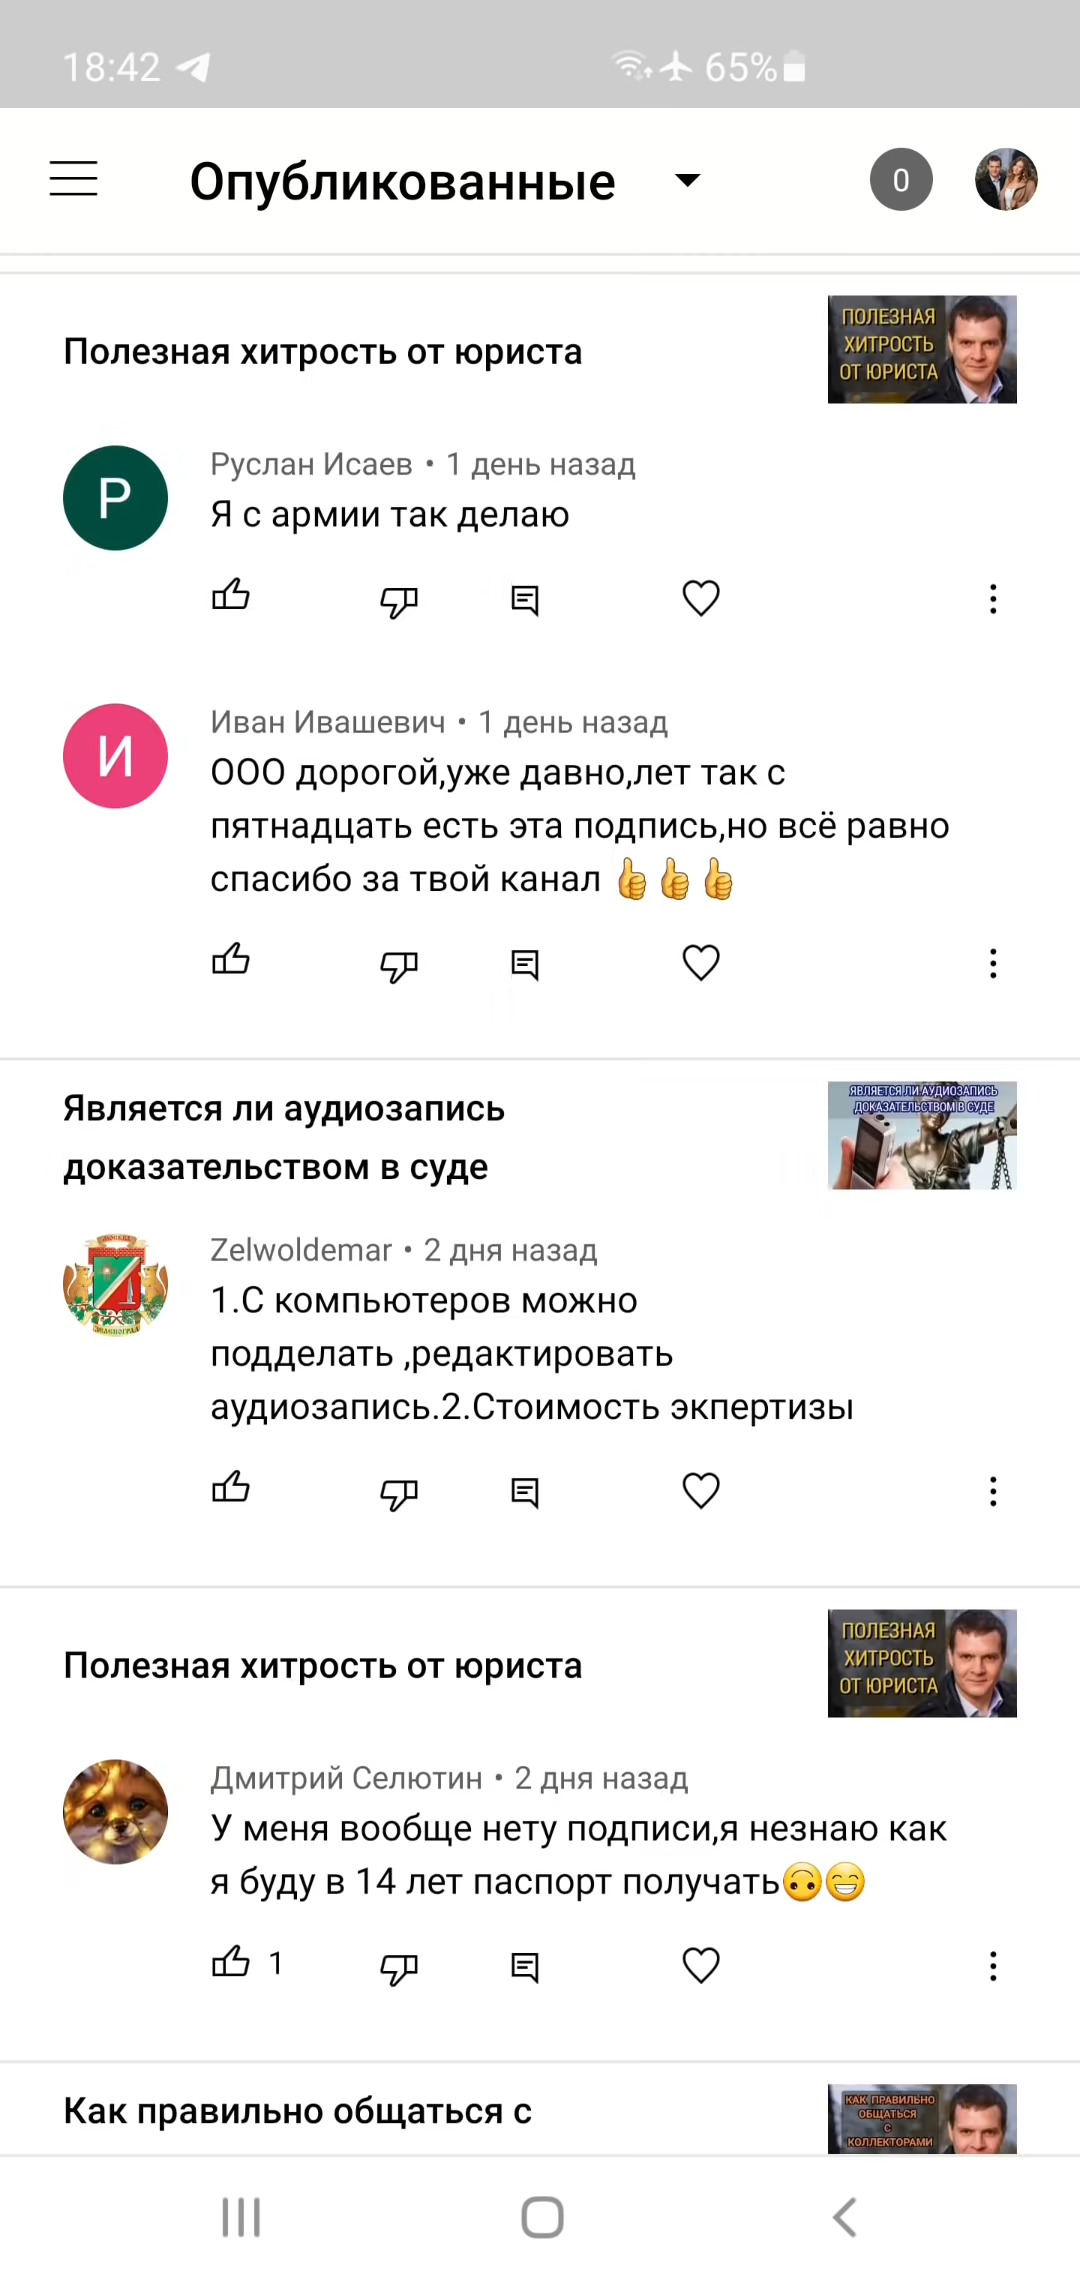 18:42
65%
Опубликованные
0
Полезная хитрость от юриста
ПОЛЕЗНАЯ
ХИТРОСТЬ
ОТ ЮРИСТА
Р
Руслан Исаев • 1 день назад
Я с армии так делаю
И
Иван Ивашевич • 1 день назад
ООО дорогой,уже давно,лет так с
пятнадцать есть эта подпись,но всё равно
спасибо за твой канал 👍👍👍
Является ли аудиозапись
доказательством в суде
ЯВЛЯЕТСЯ ЛИ АУДИОЗАПИСЬ
ДОКАЗАТЕЛЬСТВОМ В СУДЕ
МОСКВА
ЗЕЛЕНОГРАД
Zelwoldemar • 2 дня назад
1.С компьютеров можно
подделать ,редактировать
аудиозапись.2.Стоимость экпертизы
Полезная хитрость от юриста
ПОЛЕЗНАЯ
ХИТРОСТЬ
ОТ ЮРИСТА
Дмитрий Селютин • 2 дня назад
У меня вообще нету подписи,я незнаю как
я буду в 14 лет паспорт получать🙃😁
1
Как правильно общаться с
КАК ПРАВИЛЬНО
ОБЩАТЬСЯ
С
КОЛЛЕКТОРАМИ